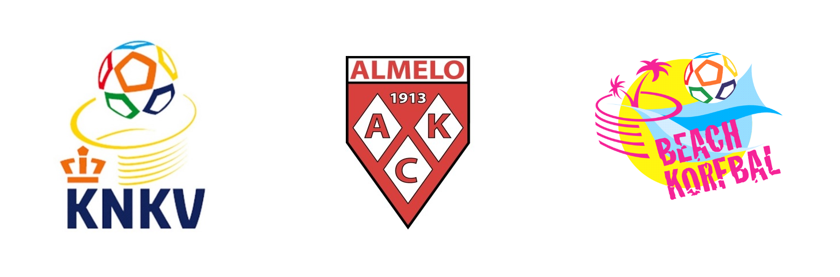 KNKV
ALMELO
1913
A K
C
BEACH
KORFBAL